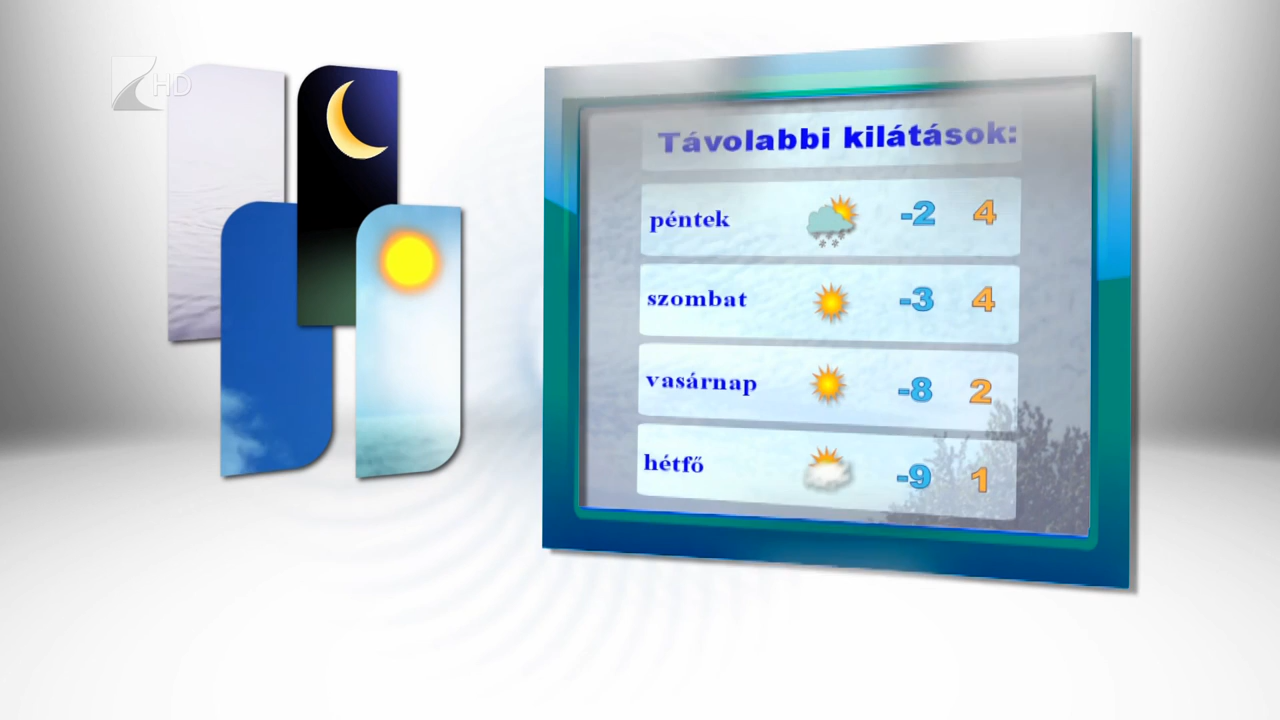 HD
Távolabbi kilátások:
péntek -2 4
szombat -3 4
vasárnap -8 2
hétfő -9 1